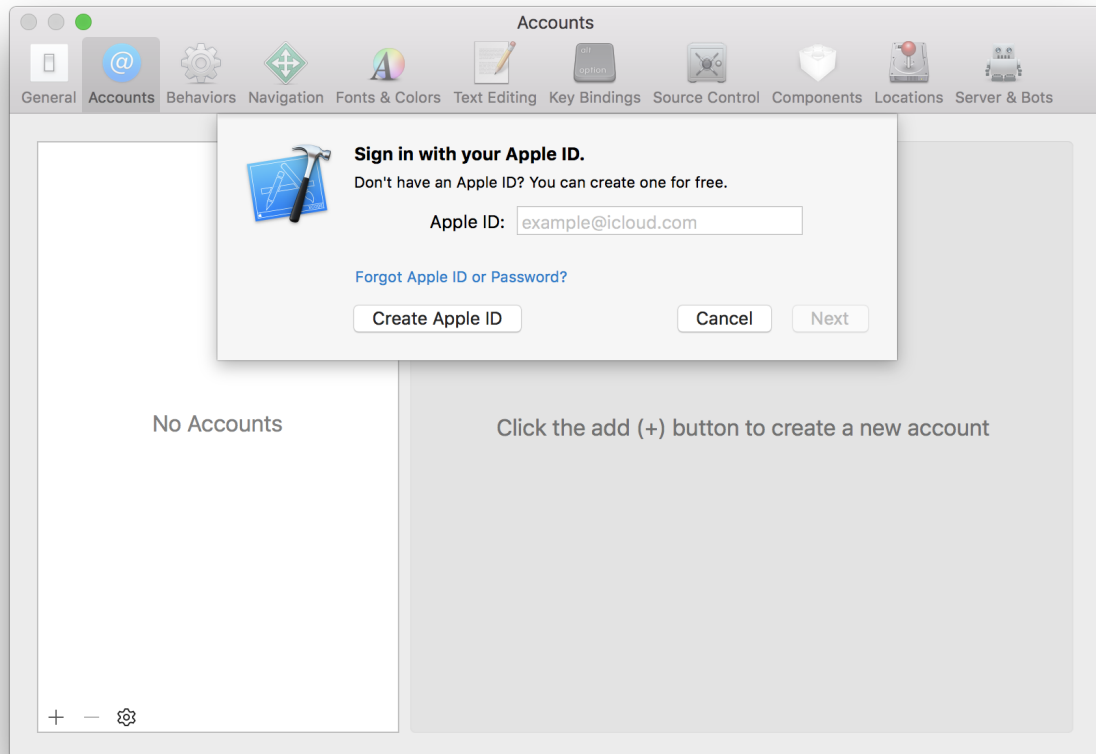 Accounts
General Accounts Behaviors Navigation Fonts & Colors Text Editing Key Bindings Source Control Components Locations Server & Bots
alt
option
Sign in with your Apple ID.
Don't have an Apple ID? You can create one for free.
Apple ID: example@icloud.com
Forgot Apple ID or Password?
Create Apple ID Cancel Next
No Accounts
Click the add (+) button to create a new account